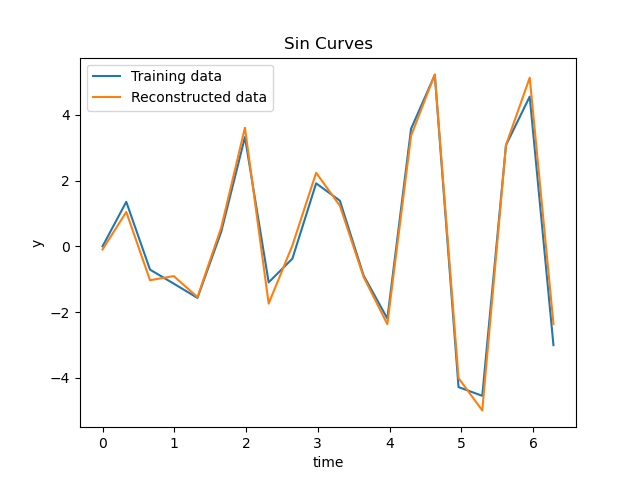 Sin Curves
Training data
Reconstructed data
4
2
0
−2
−4
y
0 1 2 3 4 5 6
time